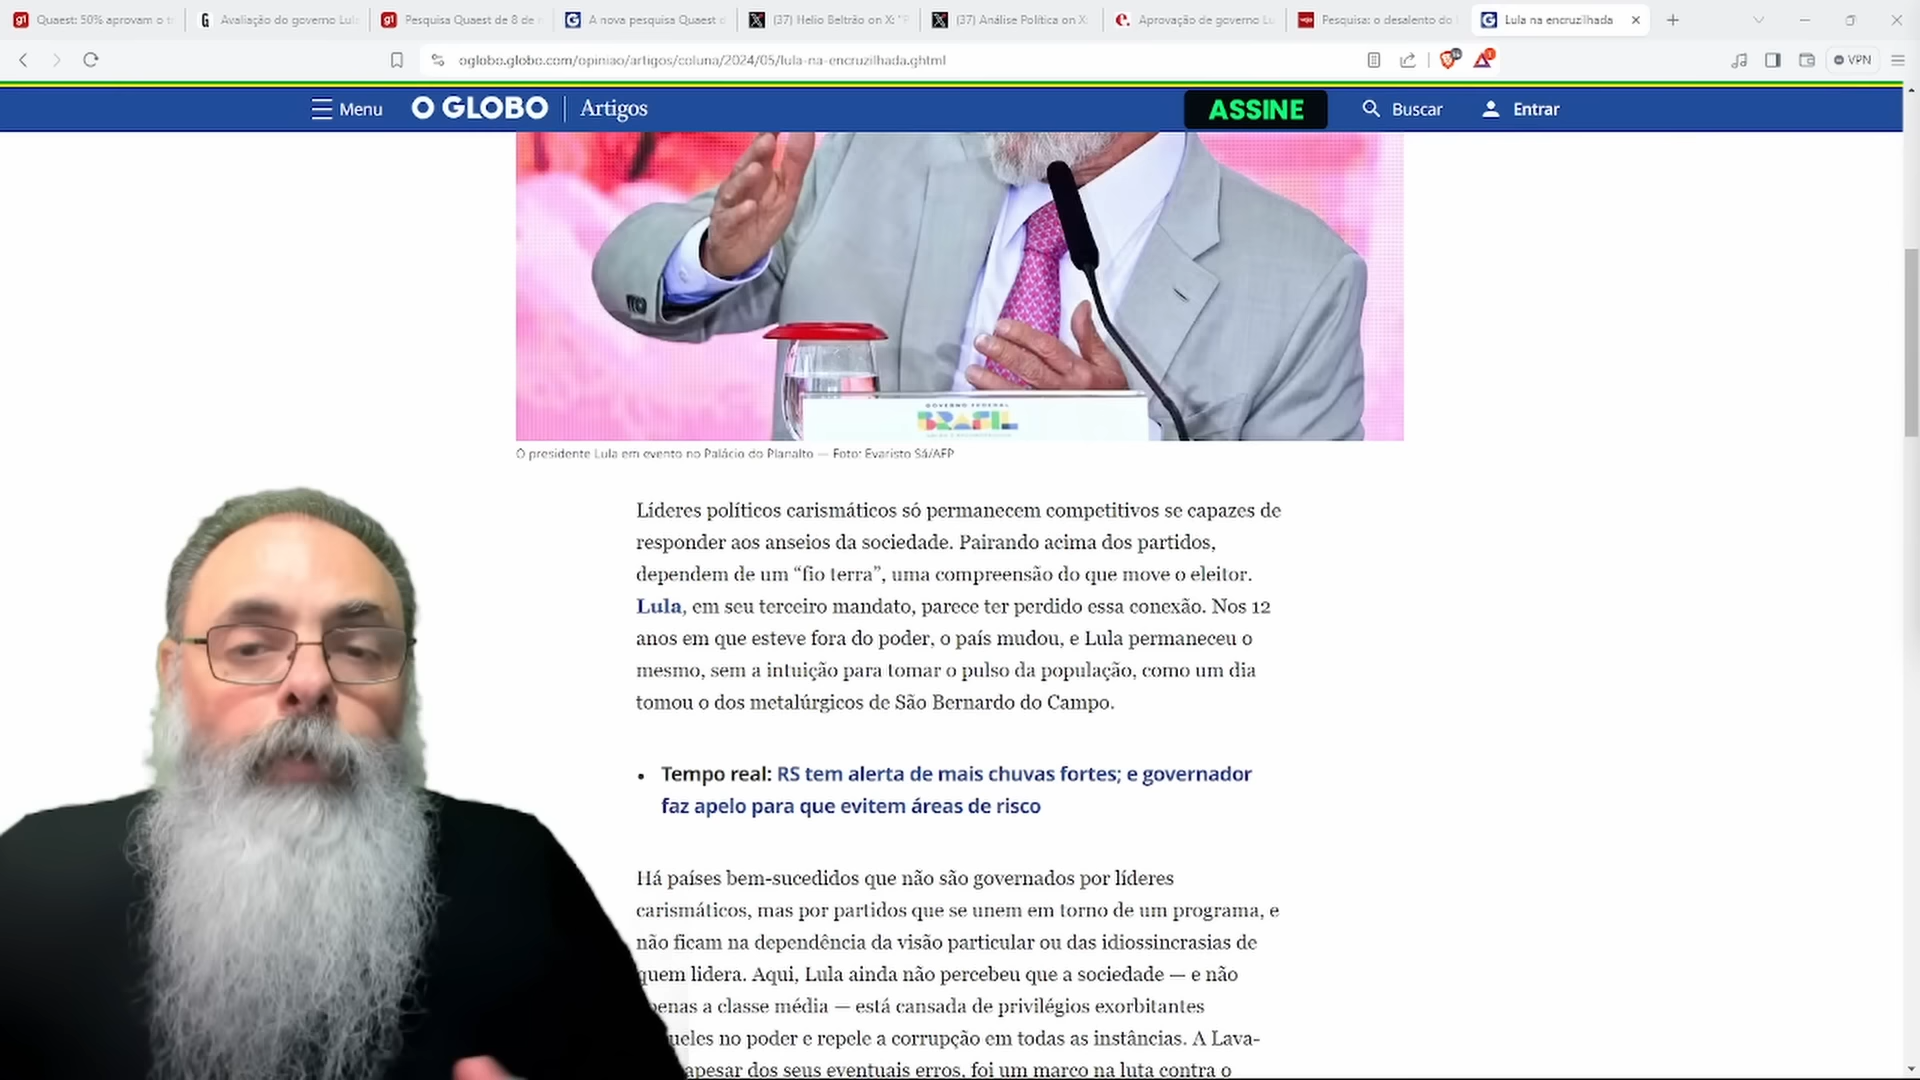 Quaest: 50% aprovam o t
Avaliação do governo Lul
Pesquisa Quaest de 8 de
A nova pesquisa Quaest d
(37) Helio Beltrão on X: "P
(37) Análise Política on X:
Aprovação de governo Lu
Pesquisa: o desalento do
Lula na encruzilhada
oglobo.globo.com/opiniao/artigos/coluna/2024/05/lula-na-encruzilhada.ghtml
VPN
Menu
O GLOBO
Artigos
ASSINE
Buscar
Entrar
GOVERNO FEDERAL
BRASIL
O presidente Lula em evento no Palácio do Planalto — Foto: Evaristo Sá/AFP
Líderes políticos carismáticos só permanecem competitivos se capazes de
responder aos anseios da sociedade. Pairando acima dos partidos,
dependem de um “fio terra”, uma compreensão do que move o eleitor.
Lula, em seu terceiro mandato, parece ter perdido essa conexão. Nos 12
anos em que esteve fora do poder, o país mudou, e Lula permaneceu o
mesmo, sem a intuição para tomar o pulso da população, como um dia
tomou o dos metalúrgicos de São Bernardo do Campo.
• Tempo real: RS tem alerta de mais chuvas fortes; e governador
faz apelo para que evitem áreas de risco
Há países bem-sucedidos que não são governados por líderes
carismáticos, mas por partidos que se unem em torno de um programa, e
não ficam na dependência da visão particular ou das idiossincrasias de
quem lidera. Aqui, Lula ainda não percebeu que a sociedade — e não
penas a classe média — está cansada de privilégios exorbitantes
ueles no poder e repele a corrupção em todas as instâncias. A Lava-
apesar dos seus eventuais erros, foi um marco na luta contra o